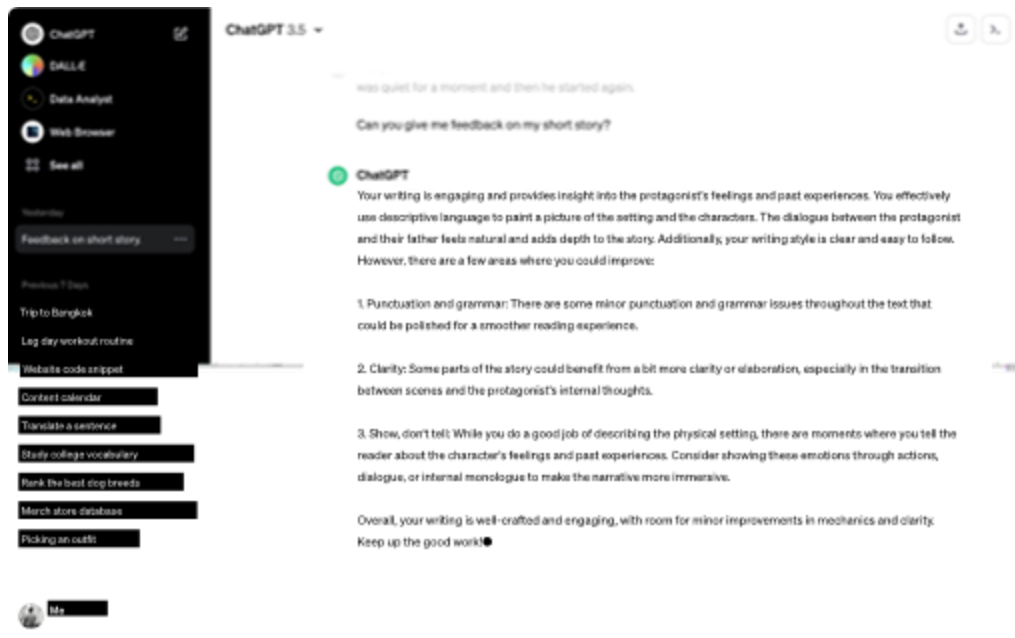 ChatGPT
DALL·E
Data Analyst
Web Browser
See all
Yesterday
Feedback on short story.
Previous 7 Days
Trip to Bangkok
Leg day workout routine
Website code snippet
Content calendar
Translate a sentence
Study college vocabulary
Rank the best dog breeds
Merch store database
Picking an outfit
Me
ChatGPT 3.5
was quiet for a moment and then he started again.
Can you give me feedback on my short story?
ChatGPT
Your writing is engaging and provides insight into the protagonist's feelings and past experiences. You effectively
use descriptive language to paint a picture of the setting and the characters. The dialogue between the protagonist
and their father feels natural and adds depth to the story. Additionally, your writing style is clear and easy to follow.
However, there are a few areas where you could improve:
1. Punctuation and grammar: There are some minor punctuation and grammar issues throughout the text that
could be polished for a smoother reading experience.
2. Clarity: Some parts of the story could benefit from a bit more clarity or elaboration, especially in the transition
between scenes and the protagonist's internal thoughts.
3. Show, don't tell: While you do a good job of describing the physical setting, there are moments where you tell the
reader about the character's feelings and past experiences. Consider showing these emotions through actions,
dialogue, or internal monologue to make the narrative more immersive.
Overall, your writing is well-crafted and engaging, with room for minor improvements in mechanics and clarity.
Keep up the good work!